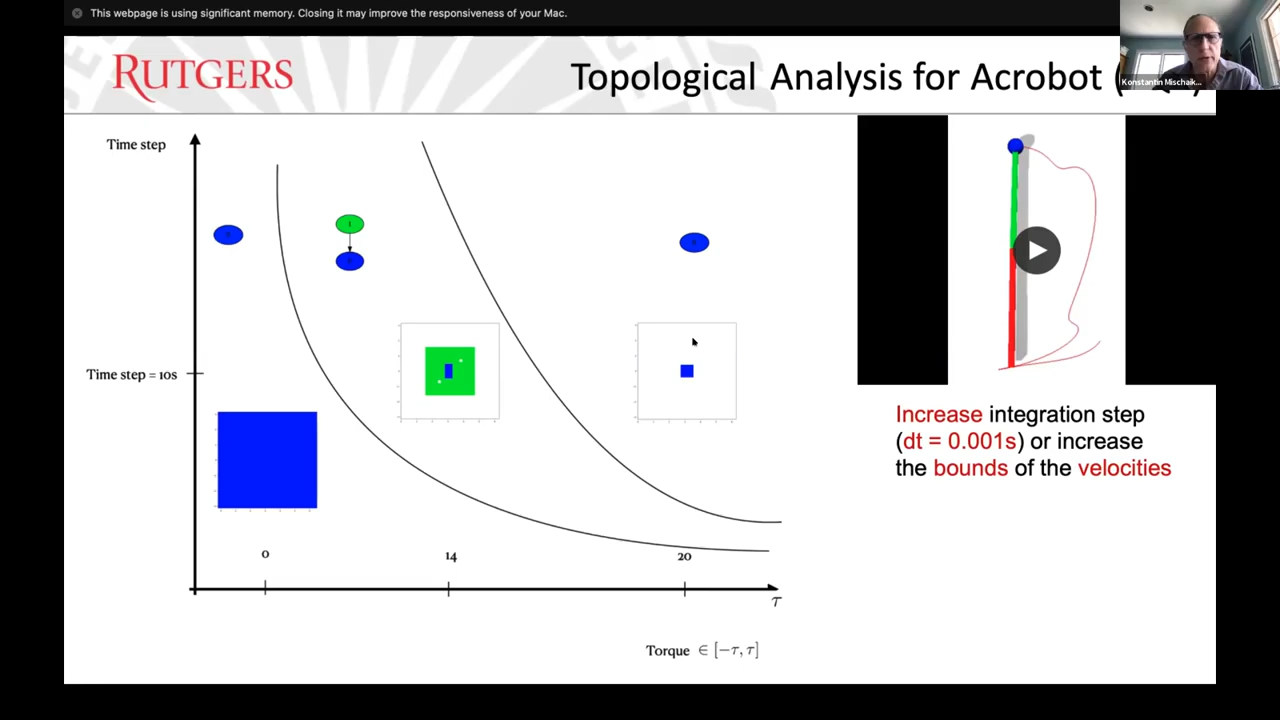 This webpage is using significant memory. Closing it may improve the responsiveness of your Mac.
RUTGERS
Topological Analysis for Acrobot (
Konstantin Mischaik...
Time step
Time step = 10s
0
14
20
τ
Torque ∈ [−τ, τ]
Increase integration step
(dt = 0.001s) or increase
the bounds of the velocities